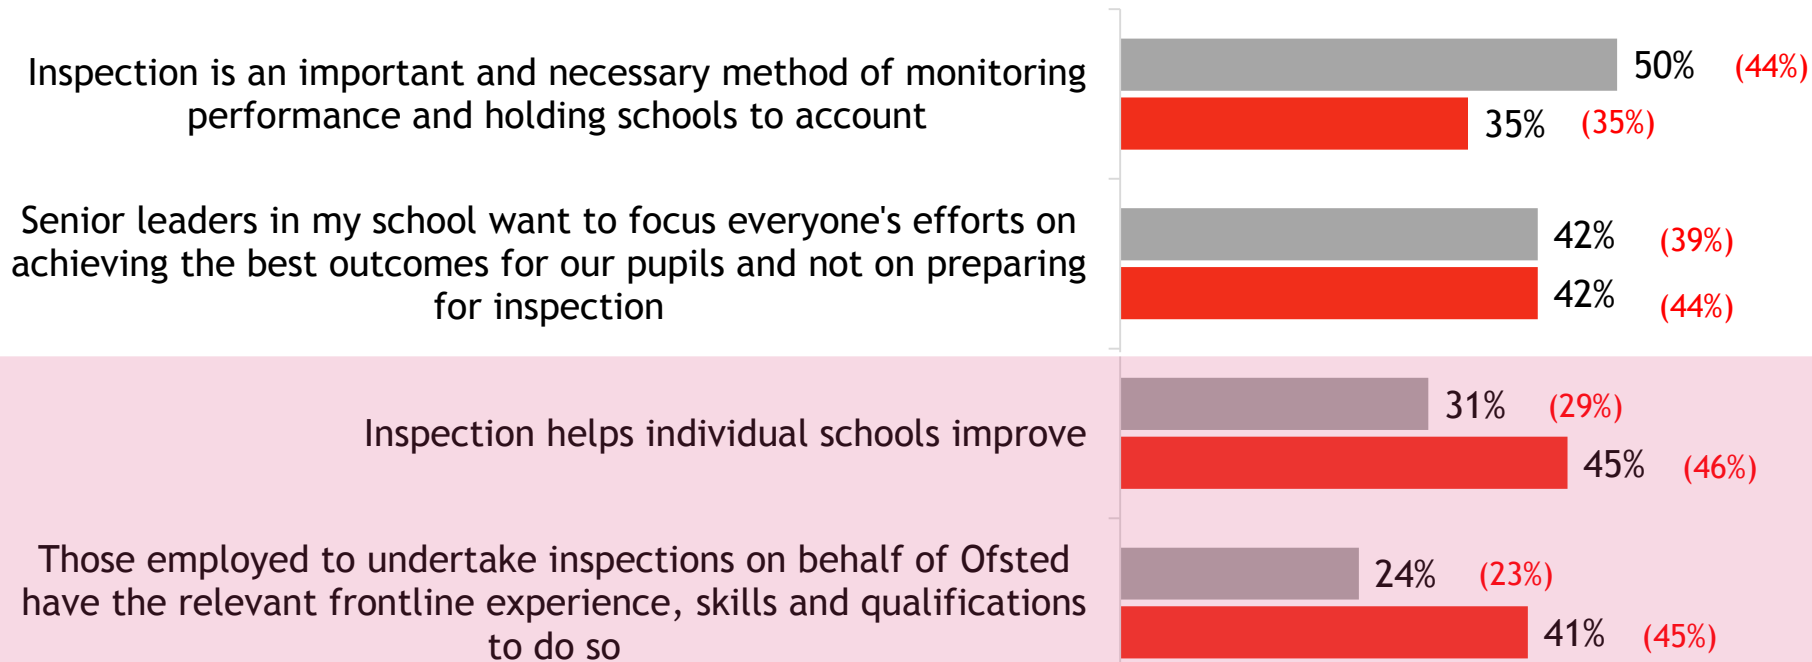 Inspection is an important and necessary method of monitoring
performance and holding schools to account
50% (44%)
35% (35%)
Senior leaders in my school want to focus everyone's efforts on
achieving the best outcomes for our pupils and not on preparing
for inspection
42% (39%)
42% (44%)
Inspection helps individual schools improve
31% (29%)
45% (46%)
Those employed to undertake inspections on behalf of Ofsted
have the relevant frontline experience, skills and qualifications
to do so
24% (23%)
41% (45%)